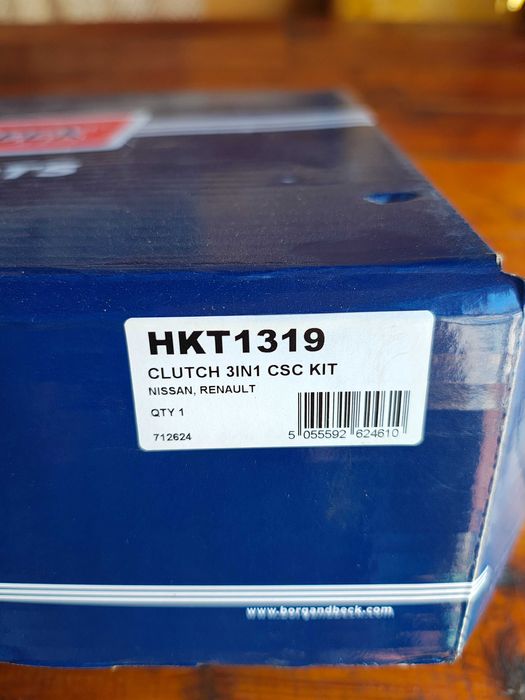 HKT1319
CLUTCH 3IN1 CSC KIT
NISSAN, RENAULT
QTY 1
712624
5 055592 624610
www.borgandbeck.com